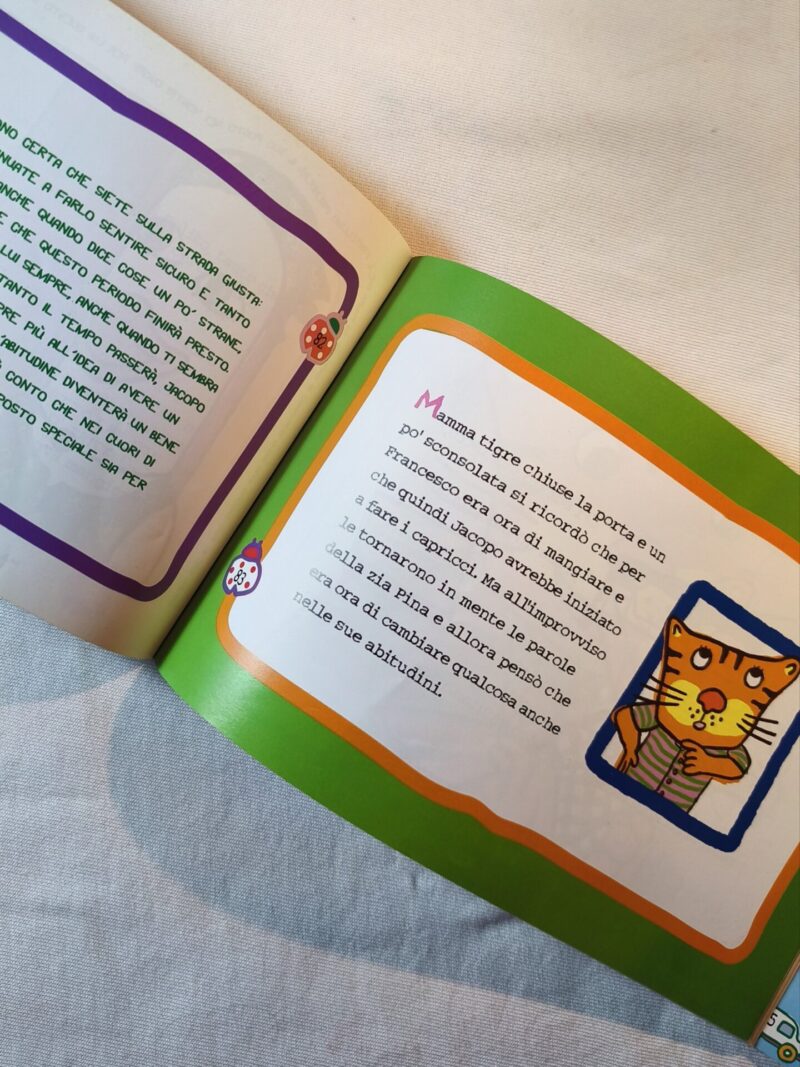 CERTA CHE SIETE SULLA STRADA GIUSTA:
A FARLO SENTIRE SICURO E TANTO
ANCHE QUANDO DICE COSE UN PO' STRANE,
E CHE QUESTO PERIODO FINIRÀ PRESTO.
LUI SEMPRE, ANCHE QUANDO TI SEMBRA
TANTO IL TEMPO PASSERÀ, JACOPO
PIÙ ALL'IDEA DI AVERE UN
ABITUDINE DIVENTERÀ UN BENE
CONTO CHE NEI CUORI DI
POSTO SPECIALE SIA PER
82
Mamma tigre chiuse la porta e un
po' sconsolata si ricordò che per
Francesco era ora di mangiare e
che quindi Jacopo avrebbe iniziato
a fare i capricci. Ma all'improvviso
le tornarono in mente le parole
della zia Pina e allora pensò che
era ora di cambiare qualcosa anche
nelle sue abitudini.
83
5